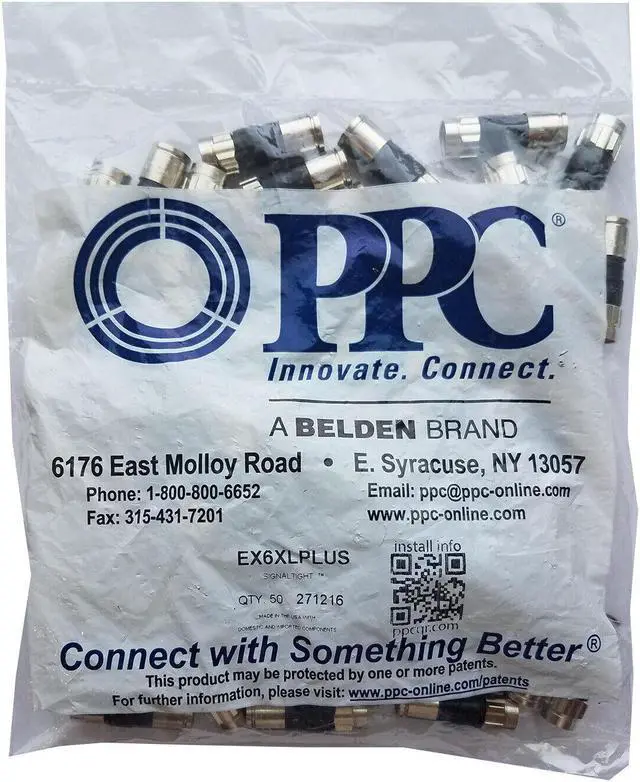 PPC®
Innovate. Connect.
A BELDEN BRAND
6176 East Molloy Road • E. Syracuse, NY 13057
Phone: 1-800-800-6652
Email: ppc@ppc-online.com
Fax: 315-431-7201
www.ppc-online.com
EX6XLPLUS
SIGNALTIGHT ™
QTY. 50 271216
MADE IN THE USA WITH
DOMESTIC AND IMPORTED COMPONENTS
install info
ppcqr.com
Connect with Something Better®
This product may be protected by one or more patents.
For further information, please visit: www.ppc-online.com/patents